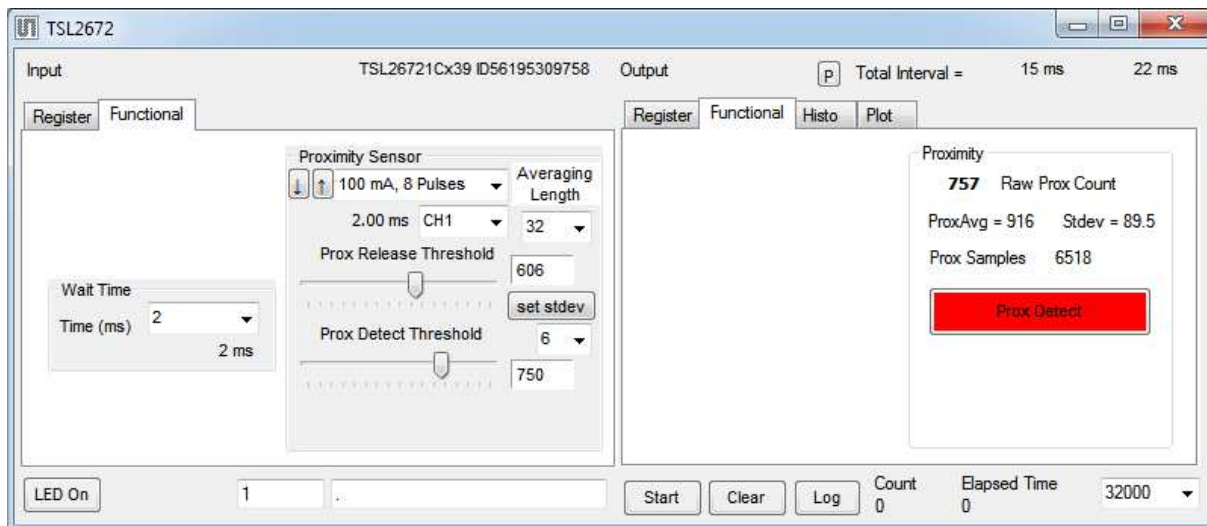 TSL2672
Input
TSL26721Cx39 ID56195309758
Register
Functional
Wait Time
Time (ms)
2
2 ms
Proximity Sensor
100 mA, 8 Pulses
Averaging
Length
2.00 ms
CH1
32
Prox Release Threshold
606
set stdev
Prox Detect Threshold
6
750
LED On
1
.
Output
P
Total Interval =
15 ms
22 ms
Register
Functional
Histo
Plot
Proximity
757 Raw Prox Count
ProxAvg = 916 Stdev = 89.5
Prox Samples 6518
Prox Detect
Start
Clear
Log
Count
0
Elapsed Time
0
32000